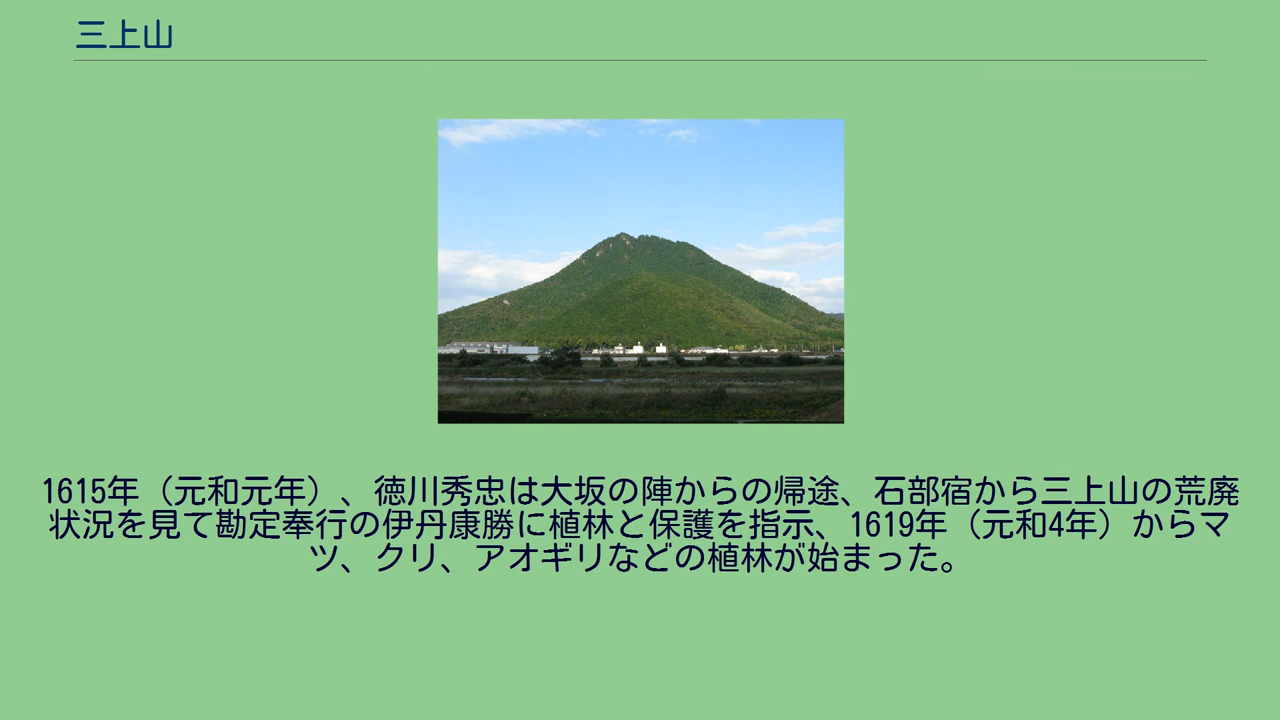 三上山
1615年（元和元年）、徳川秀忠は大坂の陣からの帰途、石部宿から三上山の荒廃
状況を見て勘定奉行の伊丹康勝に植林と保護を指示、1619年（元和4年）からマ
ツ、クリ、アオギリなどの植林が始まった。